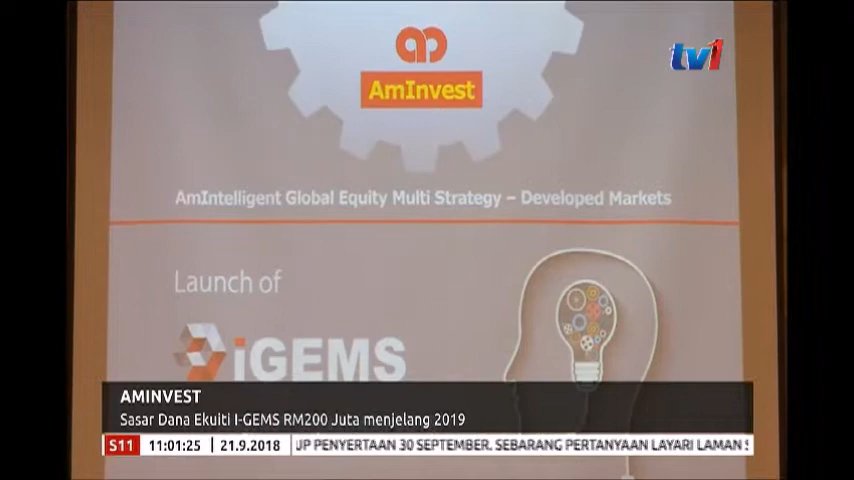 tv1
AmInvest
AmIntelligent Global Equity Multi Strategy – Developed Markets
Launch of
iGEMS
AMINVEST
Sasar Dana Ekuiti I-GEMS RM200 Juta menjelang 2019
S11 11:01:25 21.9.2018 UP PENYERTAAN 30 SEPTEMBER. SEBARANG PERTANYAAN LAYARI LAMAN